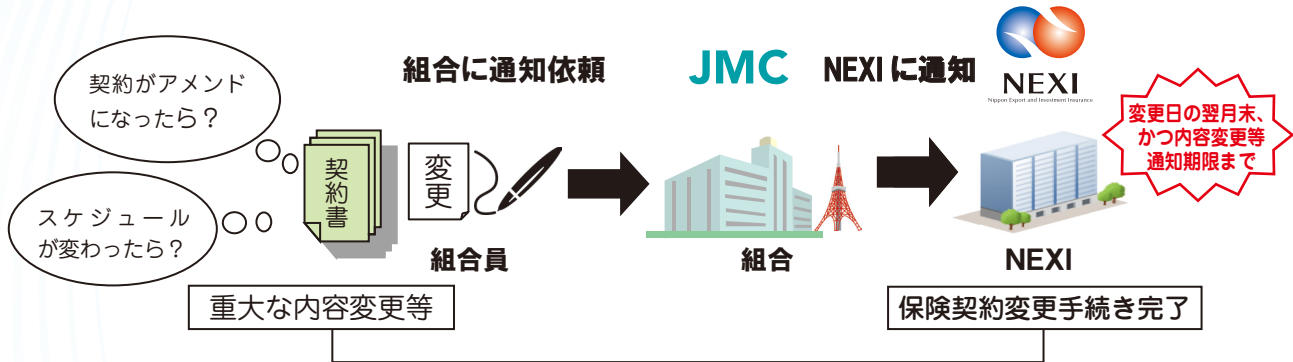 契約がアメンド
になったら？
スケジュール
が変わったら？
組合に通知依頼
JMC
NEXIに通知
NEXI
Nippon Export and Investment Insurance
変更日の翌月末、
かつ内容変更等
通知期限まで
契約書
変更
組合員
組合
NEXI
重大な内容変更等
保険契約変更手続き完了